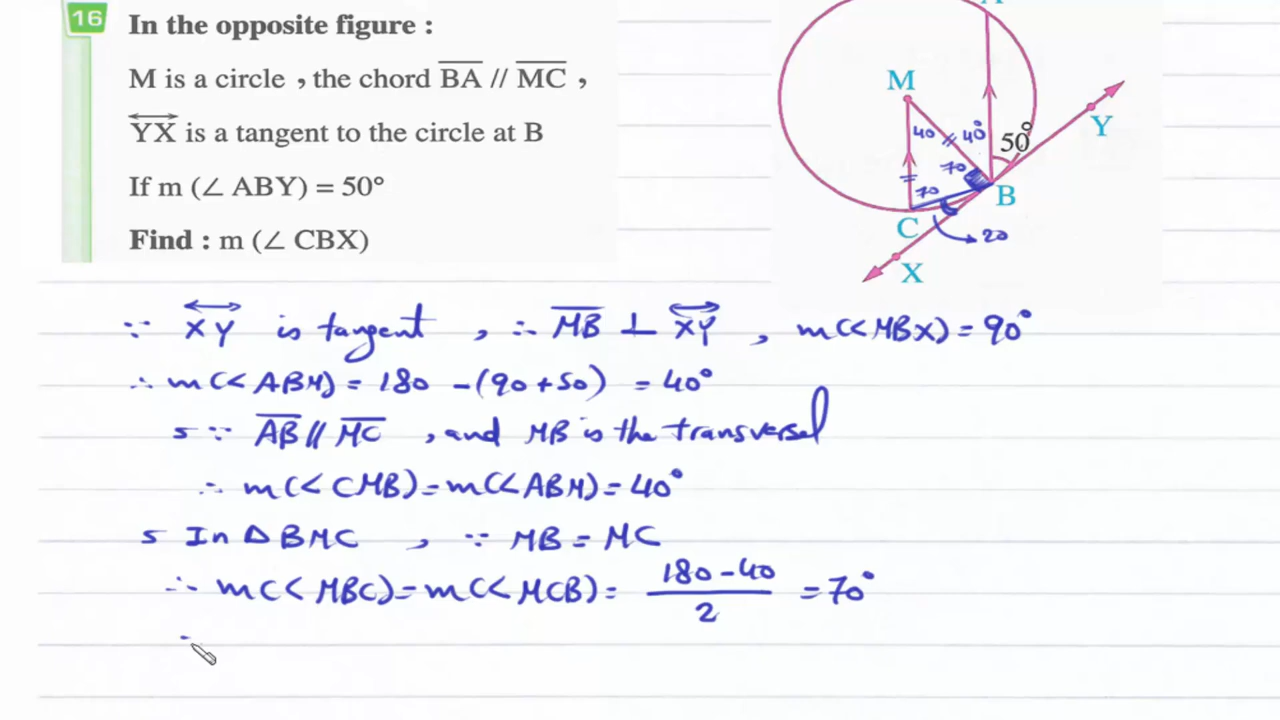 16 In the opposite figure :
M is a circle , the chord B̅A̅ // M̅C̅ ,
YX is a tangent to the circle at B
If m (∠ ABY) = 50°
Find : m (∠ CBX)
M
40
40°
50°
Y
70
70
B
C
20
X
∵ XY is tangent , ∴ MB ⊥ XY , m(<MBX) = 90°
∴ m(<ABM) = 180 -(90+50) = 40°
, ∵ AB // MC , and MB is the transversal
∴ m(<CMB) = m(<ABM) = 40°
, In Δ BMC , ∵ MB = MC
∴ m(<MBC) = m(<MCB) = 180-40 / 2 = 70°